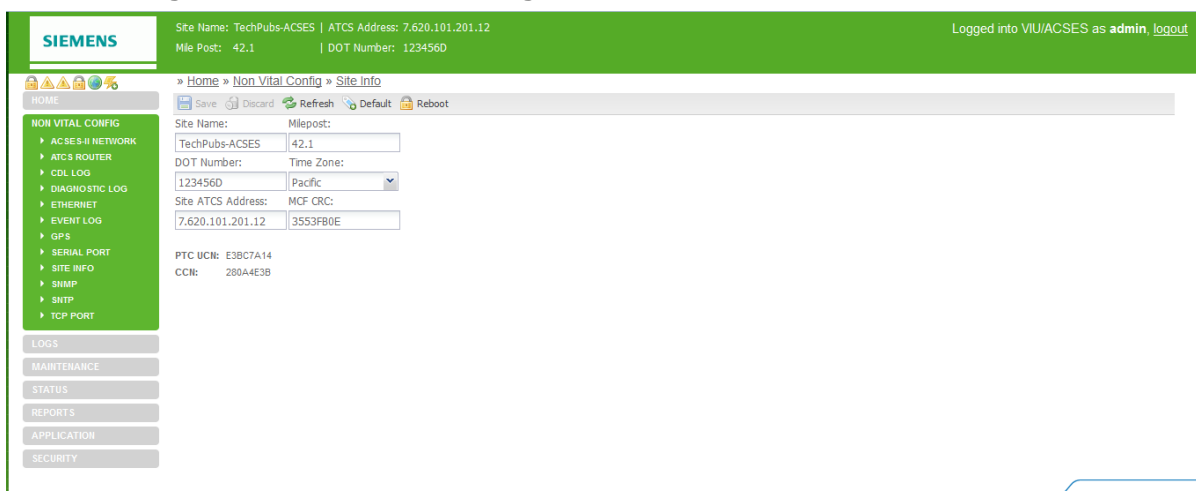 SIEMENS
Site Name: TechPubs-ACSES | ATCS Address: 7.620.101.201.12
Mile Post: 42.1 | DOT Number: 123456D
Logged into VIU/ACSES as admin, logout
» Home » Non Vital Config » Site Info
Save Discard Refresh Default Reboot
HOME
NON VITAL CONFIG
ACSES-II NETWORK
ATCS ROUTER
CDL LOG
DIAGNOSTIC LOG
ETHERNET
EVENT LOG
GPS
SERIAL PORT
SITE INFO
SNMP
SNTP
TCP PORT
LOGS
MAINTENANCE
STATUS
REPORTS
APPLICATION
SECURITY
Site Name: Milepost:
TechPubs-ACSES 42.1
DOT Number: Time Zone:
123456D Pacific
Site ATCS Address: MCF CRC:
7.620.101.201.12 3553FB0E
PTC UCN: E3BC7A14
CCN: 280A4E3B